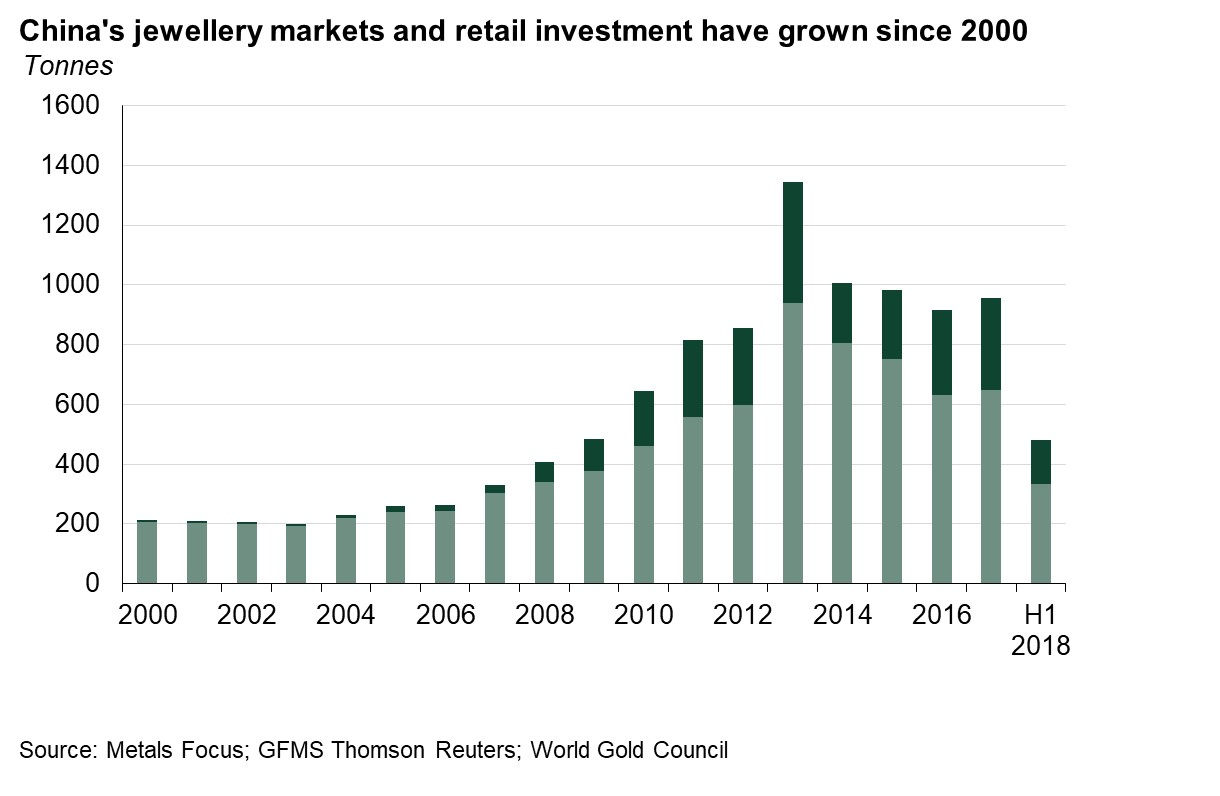 China's jewellery markets and retail investment have grown since 2000
Tonnes
1600
1400
1200
1000
800
600
400
200
0
2000 2002 2004 2006 2008 2010 2012 2014 2016 H1
2018
Source: Metals Focus; GFMS Thomson Reuters; World Gold Council